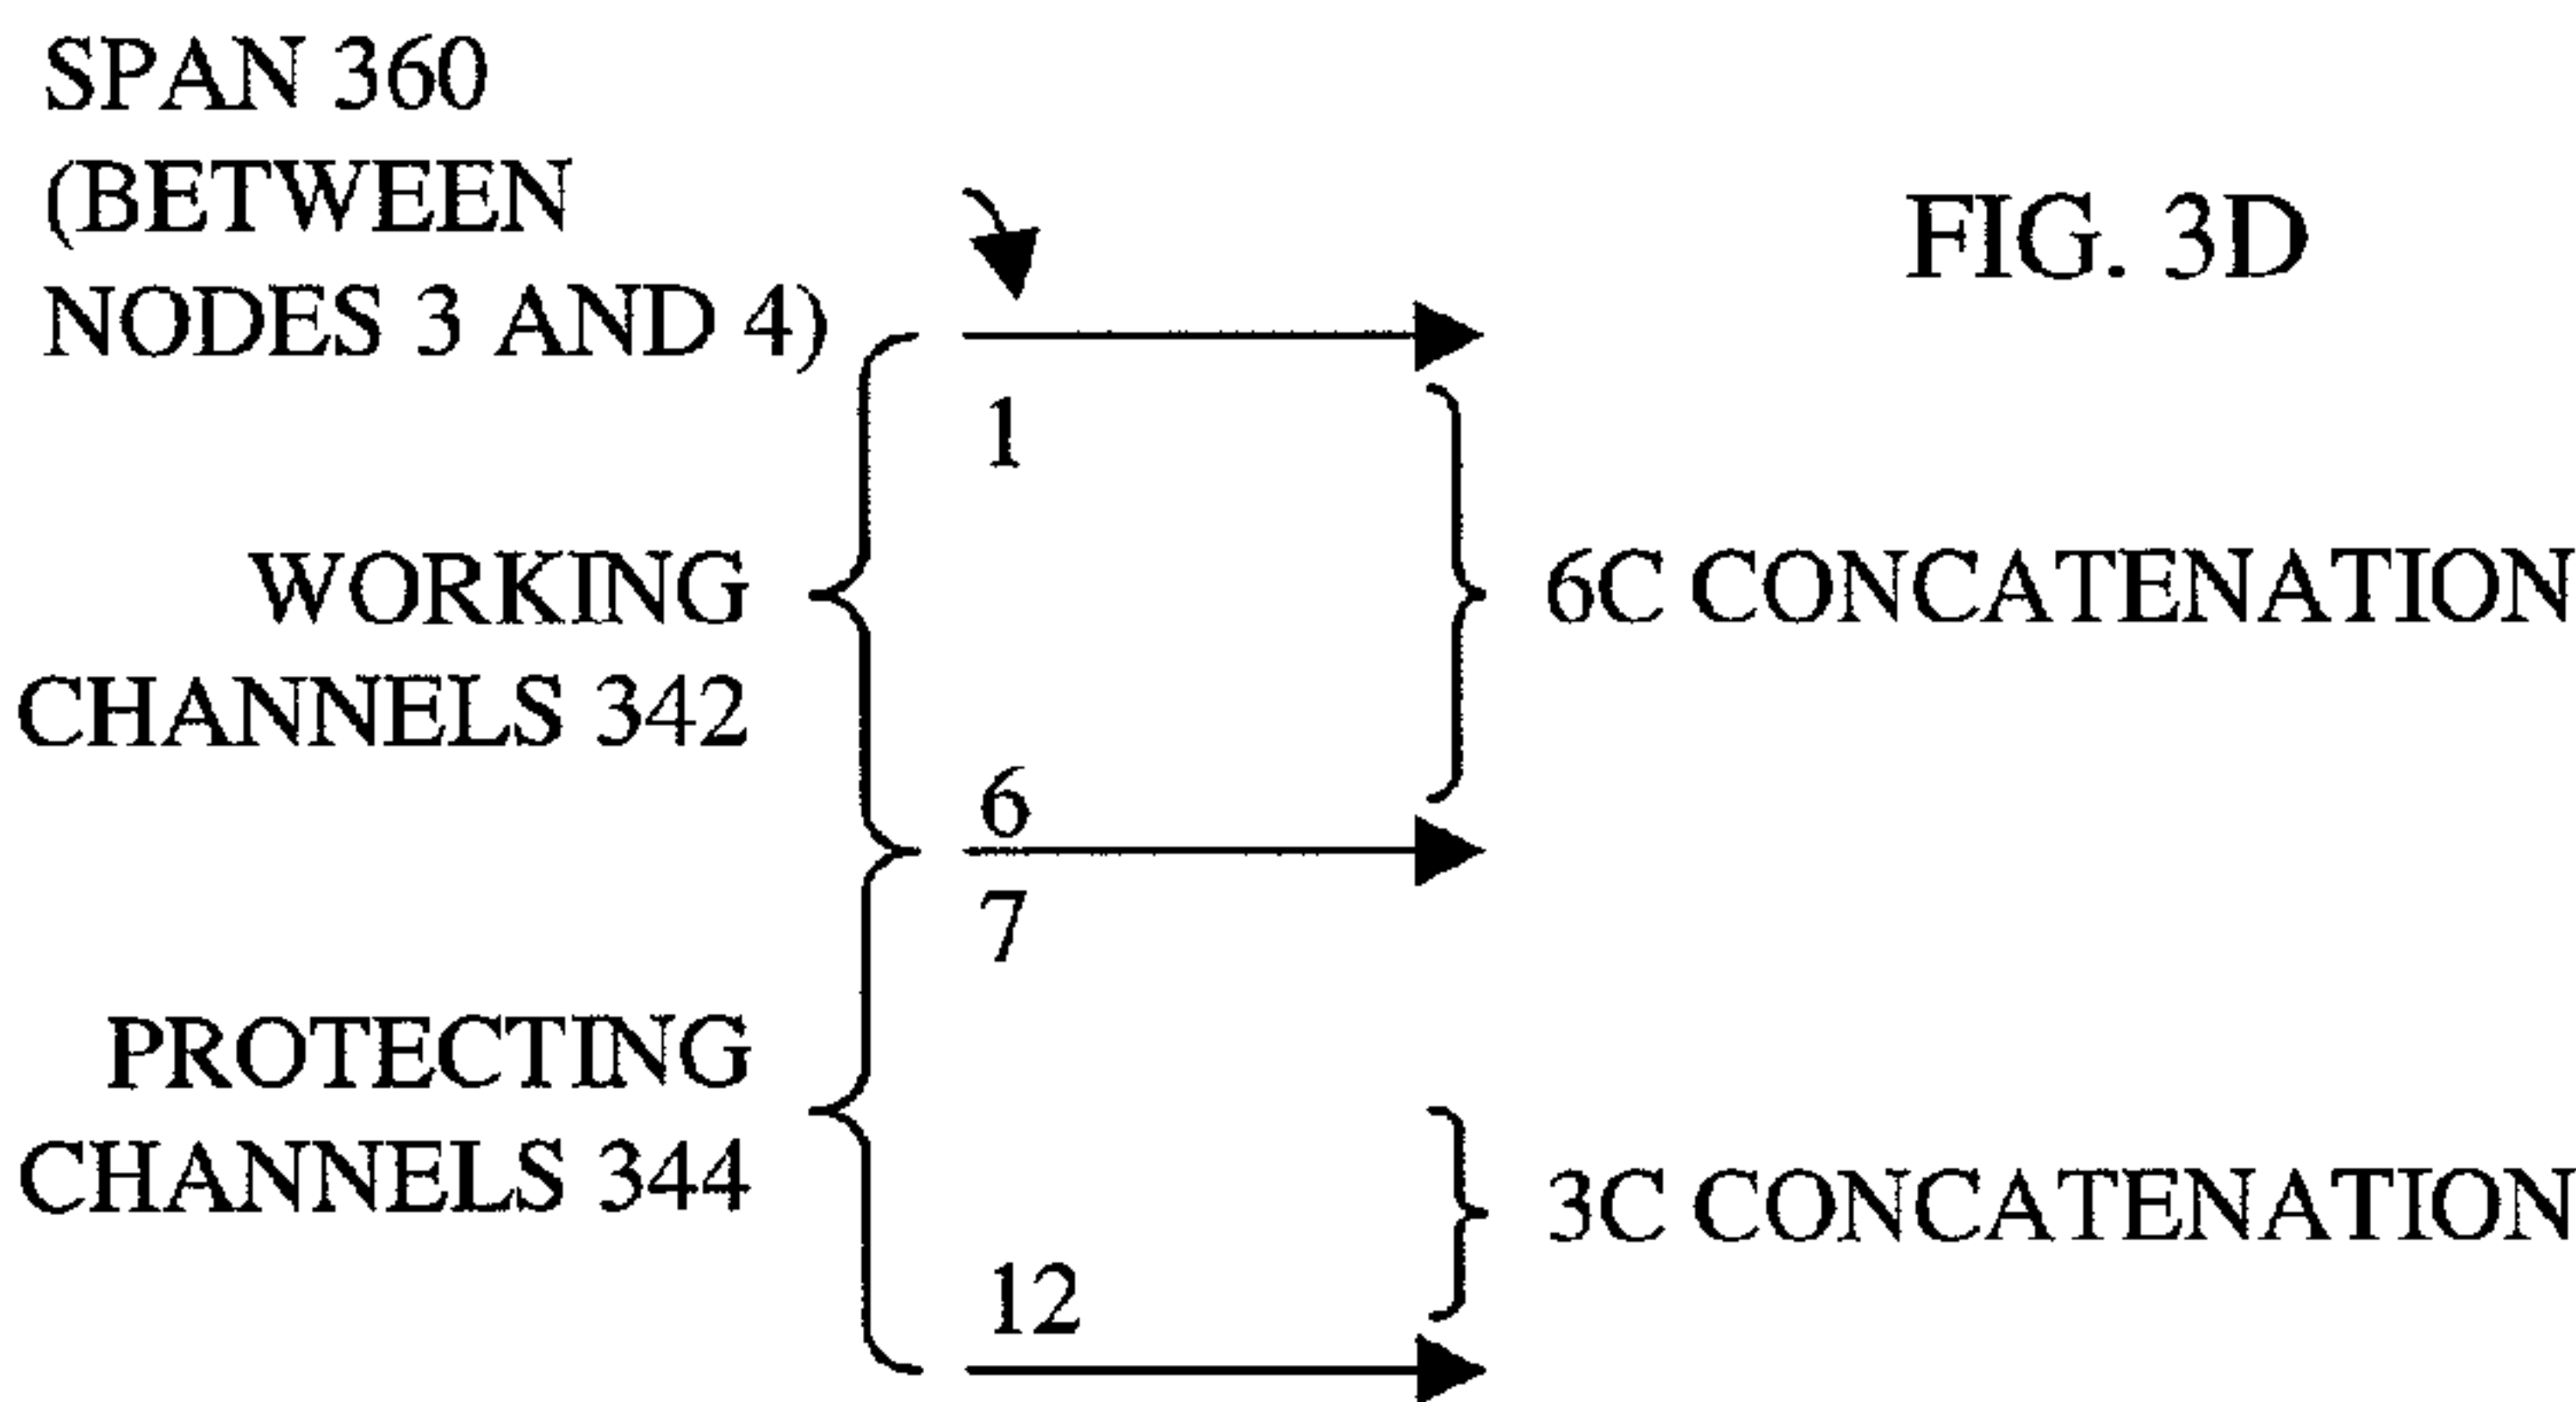 SPAN 360
(BETWEEN
NODES 3 AND 4)
FIG. 3D
1
WORKING
CHANNELS 342
6C CONCATENATION
6
7
PROTECTING
CHANNELS 344
3C CONCATENATION
12